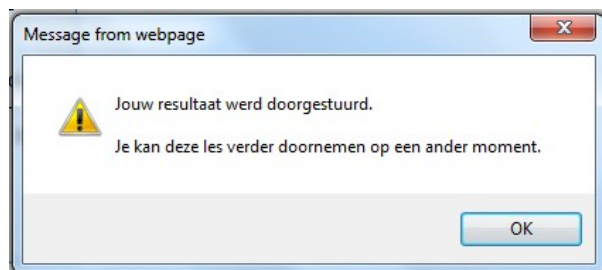 Message from webpage
Jouw resultaat werd doorgestuurd.
Je kan deze les verder doornemen op een ander moment.
OK